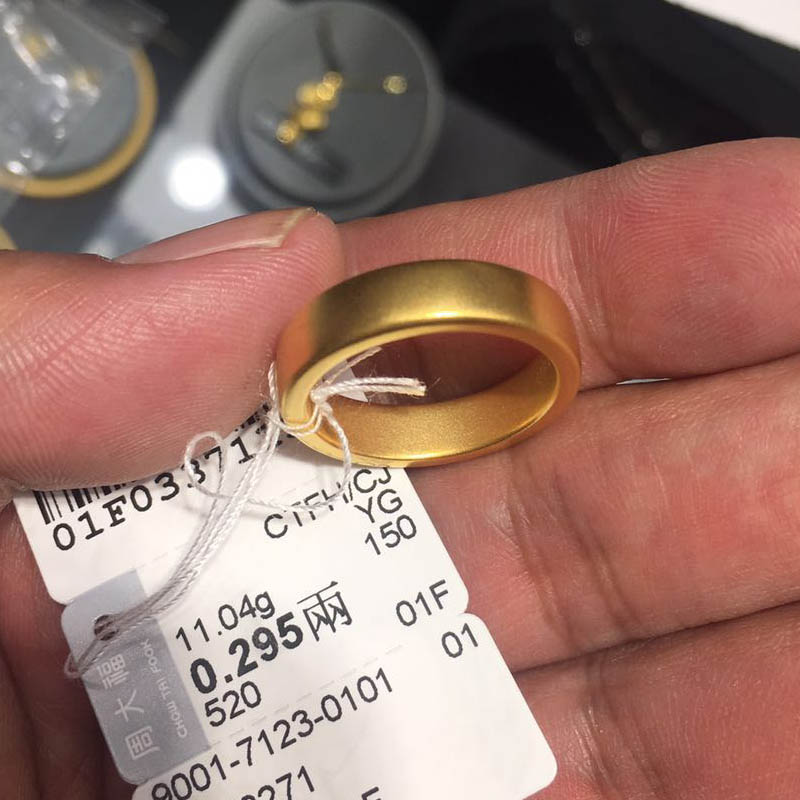 01F03371
CTFH/CJ
YG
150
11.04g
0.295兩
01F
520
01
周大福
CHOW TAI FOOK
9001-7123-0101
0271